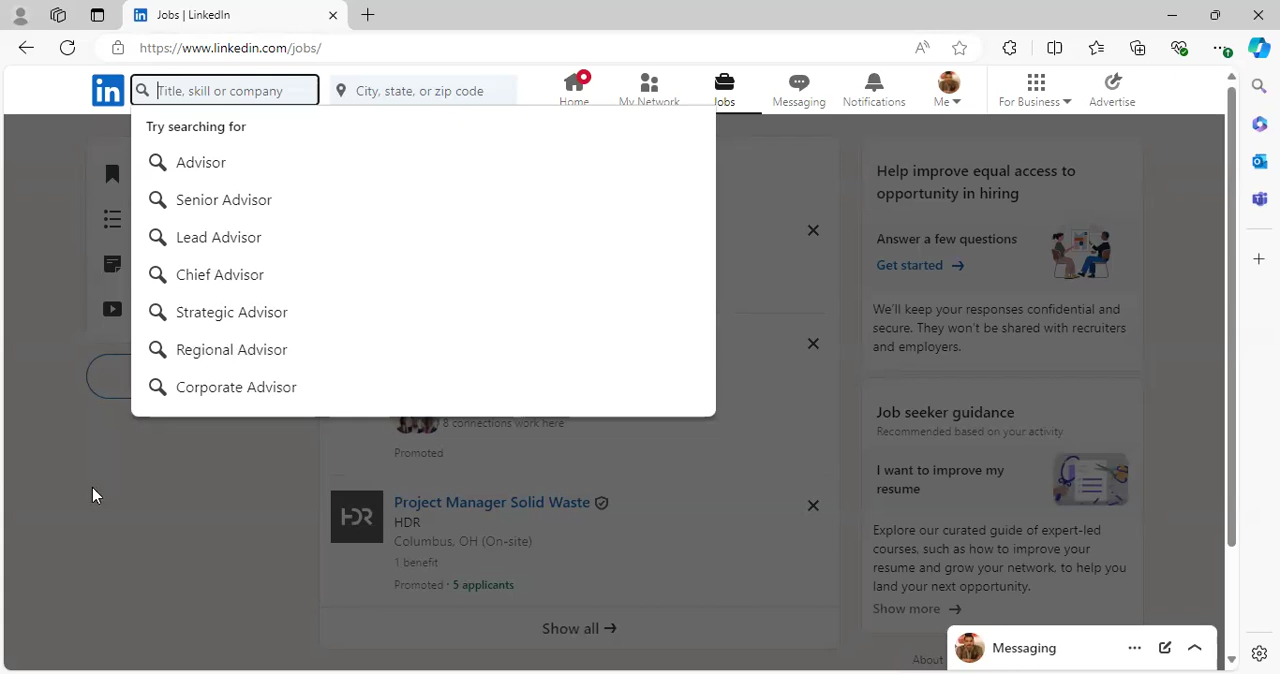 Jobs | LinkedIn
https://www.linkedin.com/jobs/
in
Title, skill or company
City, state, or zip code
Home
My Network
Jobs
Messaging
Notifications
Me
For Business
Advertise
Try searching for
Advisor
Senior Advisor
Lead Advisor
Chief Advisor
Strategic Advisor
Regional Advisor
Corporate Advisor
8 connections work here
Promoted
HDR
Project Manager Solid Waste
HDR
Columbus, OH (On-site)
1 benefit
Promoted · 5 applicants
Show all →
Help improve equal access to
opportunity in hiring
Answer a few questions
Get started →
We'll keep your responses confidential and
secure. They won't be shared with recruiters
and employers.
Job seeker guidance
Recommended based on your activity
I want to improve my
resume
Explore our curated guide of expert-led
courses, such as how to improve your
resume and grow your network, to help you
land your next opportunity.
Show more →
About
Messaging